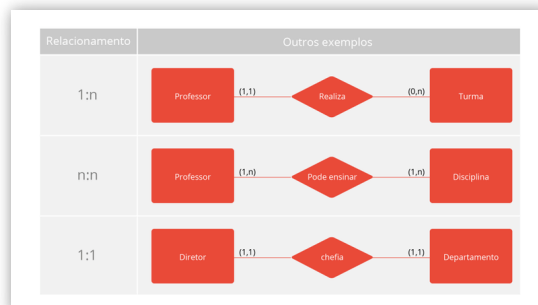 Relacionamento Outros exemplos
1:n Professor (1,1) Realiza (0,n) Turma
n:n Professor (1,n) Pode ensinar (1,n) Disciplina
1:1 Diretor (1,1) chefia (1,1) Departamento